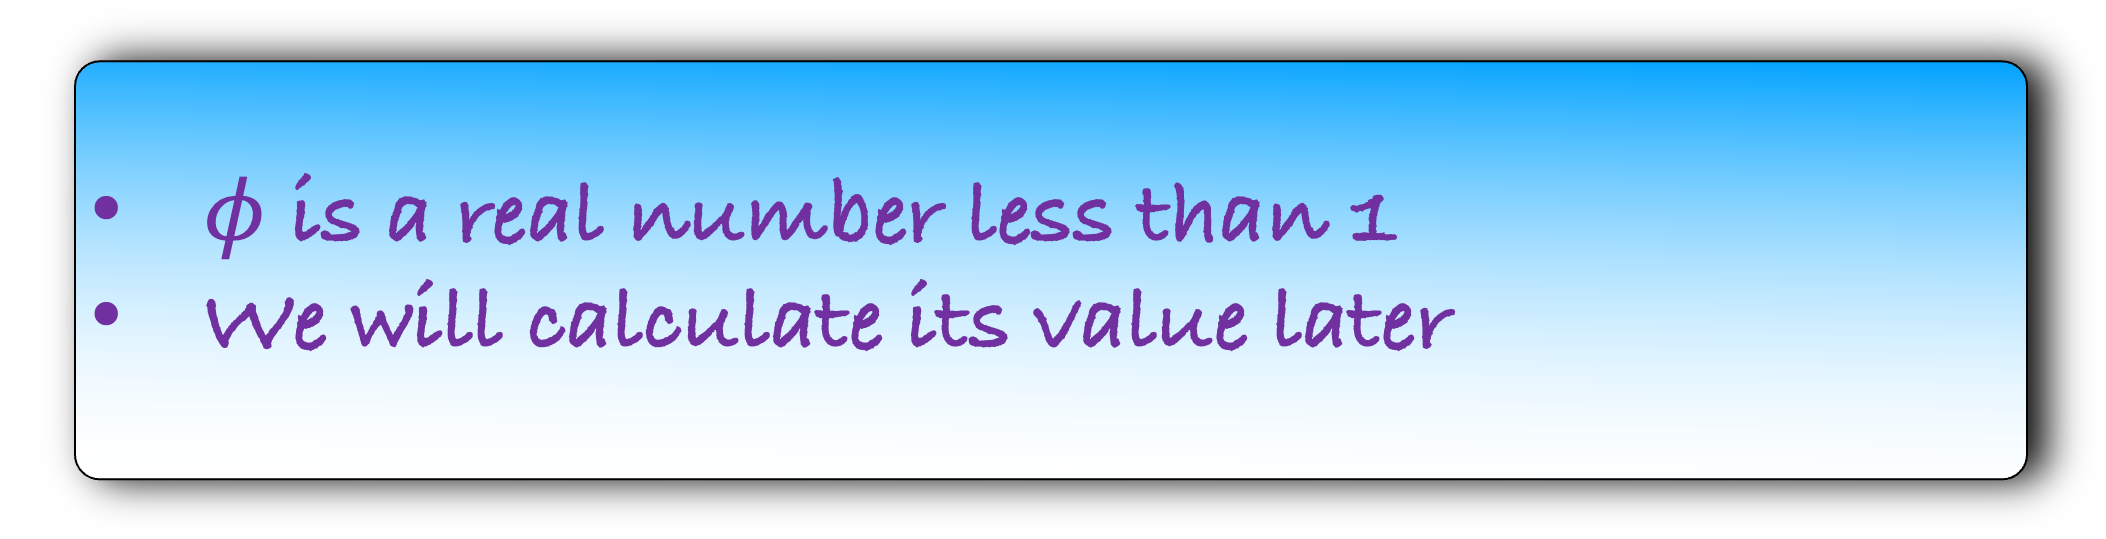 • ϕ is a real number less than 1
• We will calculate its value later